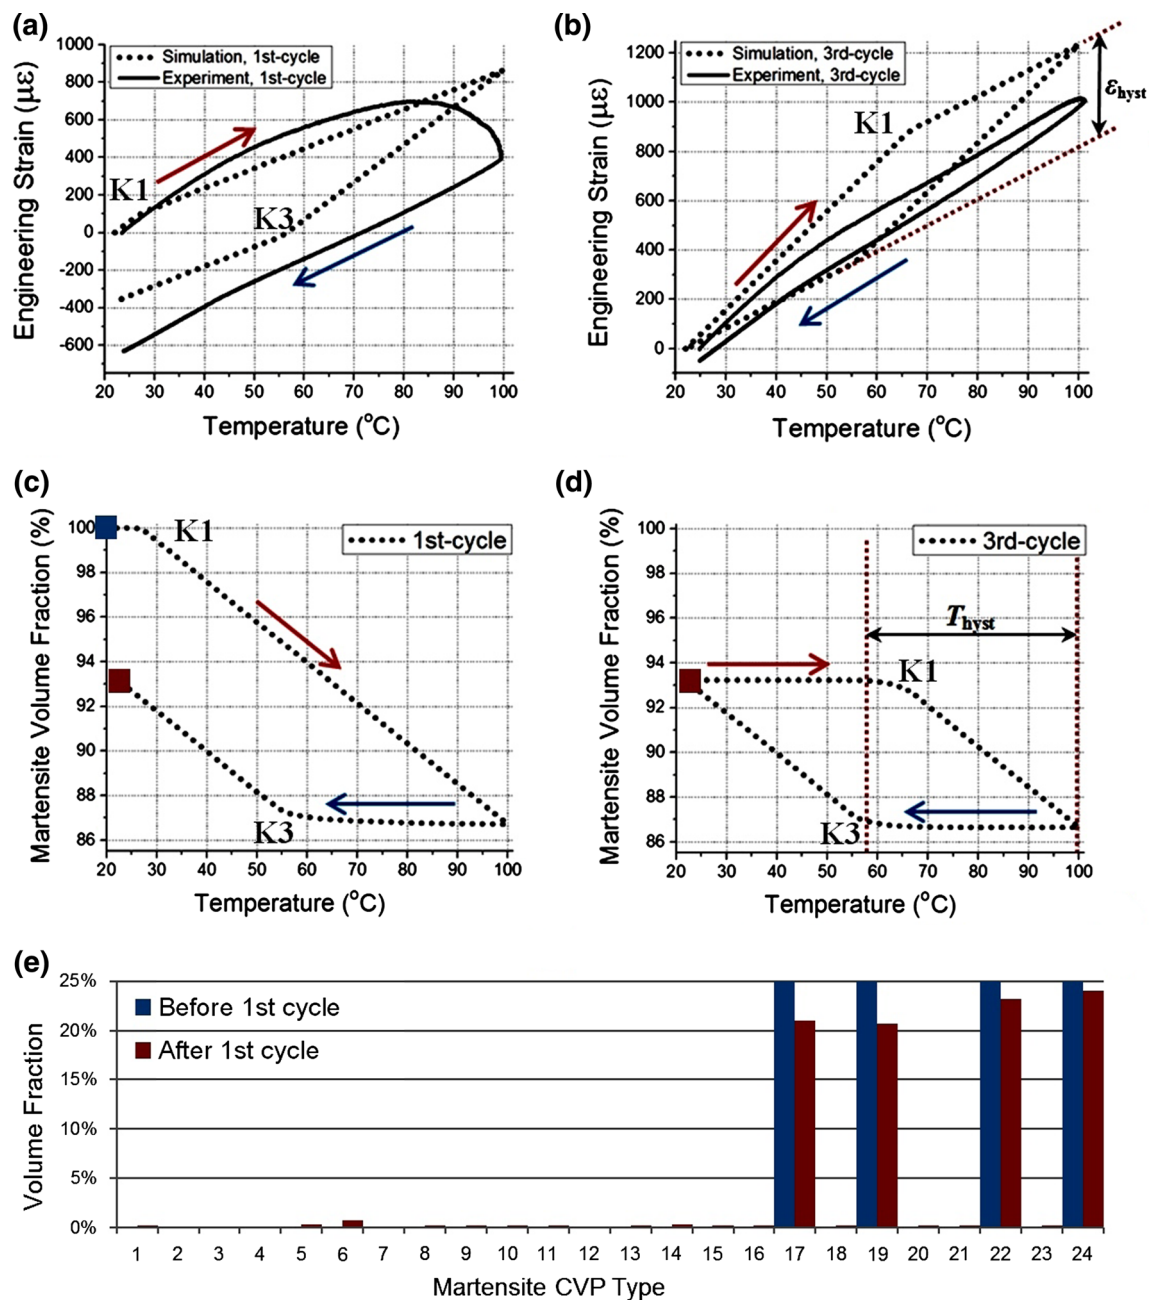 (a)
1000
800
600
400
200
0
-200
-400
-600
Engineering Strain (µε)
Simulation, 1st-cycle
Experiment, 1st-cycle
K1
K3
20 30 40 50 60 70 80 90 100
Temperature (°C)
(b)
1200
1000
800
600
400
200
0
Engineering Strain (µε)
Simulation, 3rd-cycle
Experiment, 3rd-cycle
K1
εhyst
20 30 40 50 60 70 80 90 100
Temperature (°C)
(c)
100
98
96
94
92
90
88
86
Martensite Volume Fraction (%)
1st-cycle
K1
K3
20 30 40 50 60 70 80 90 100
Temperature (°C)
(d)
100
98
96
94
92
90
88
86
Martensite Volume Fraction (%)
3rd-cycle
Thyst
K1
K3
20 30 40 50 60 70 80 90 100
Temperature (°C)
(e)
25%
20%
15%
10%
5%
0%
Volume Fraction
Before 1st cycle
After 1st cycle
1 2 3 4 5 6 7 8 9 10 11 12 13 14 15 16 17 18 19 20 21 22 23 24
Martensite CVP Type